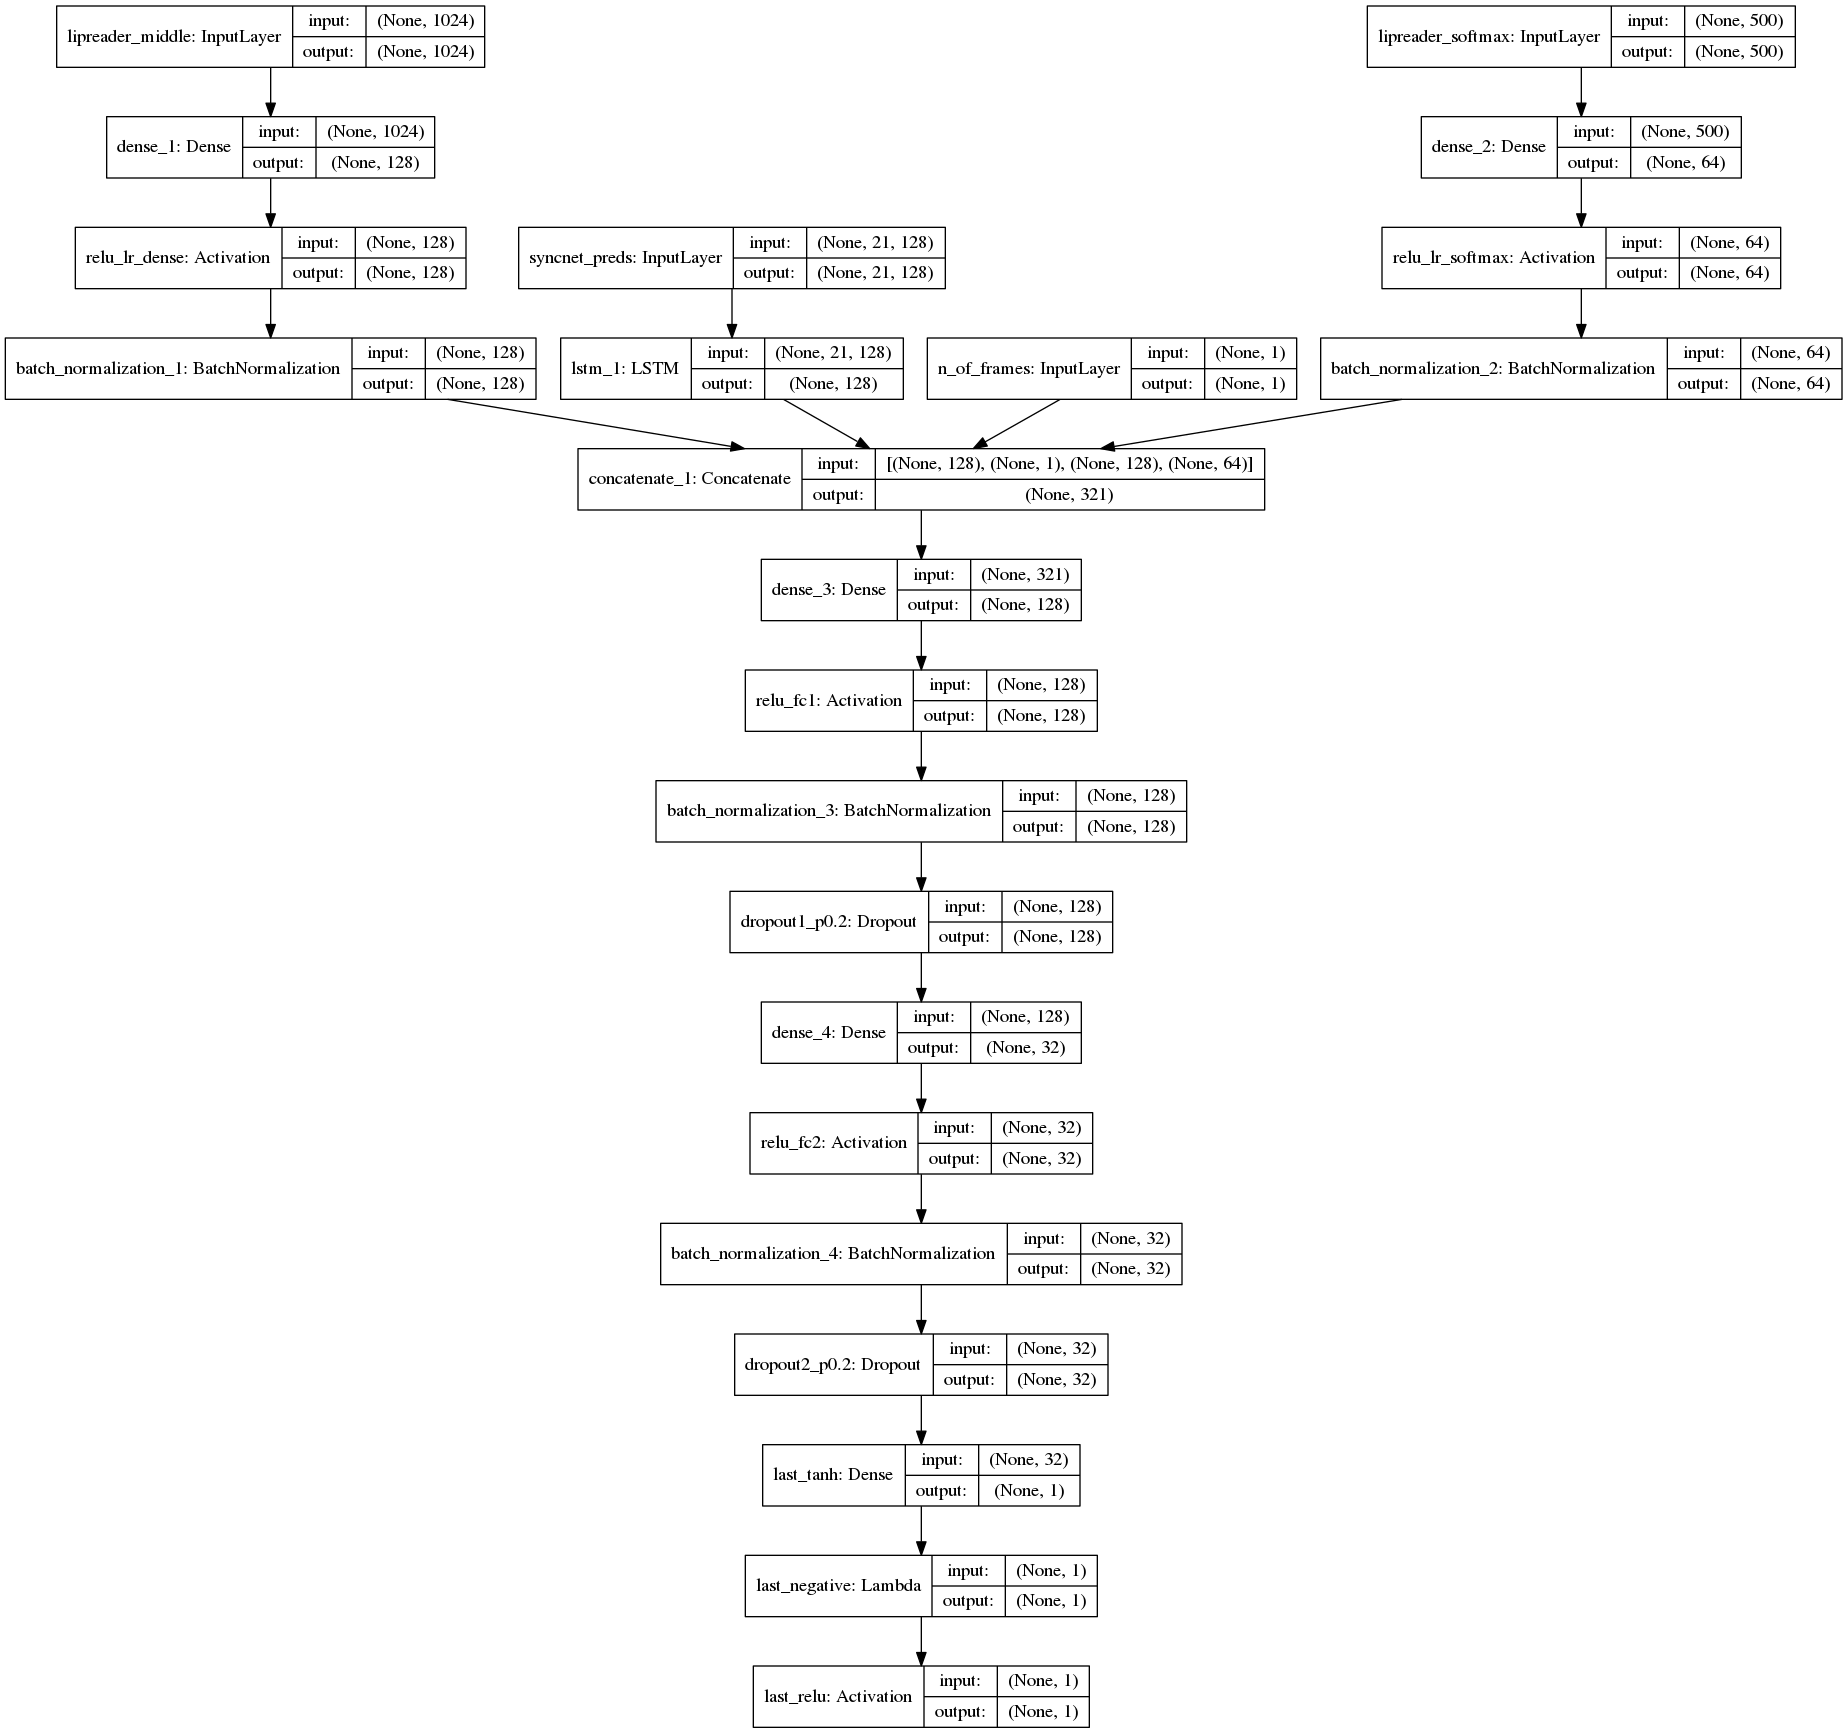 lipreader_middle: InputLayer
input: (None, 1024)
output: (None, 1024)
lipreader_softmax: InputLayer
input: (None, 500)
output: (None, 500)
dense_1: Dense
input: (None, 1024)
output: (None, 128)
dense_2: Dense
input: (None, 500)
output: (None, 64)
relu_lr_dense: Activation
input: (None, 128)
output: (None, 128)
syncnet_preds: InputLayer
input: (None, 21, 128)
output: (None, 21, 128)
relu_lr_softmax: Activation
input: (None, 64)
output: (None, 64)
batch_normalization_1: BatchNormalization
input: (None, 128)
output: (None, 128)
lstm_1: LSTM
input: (None, 21, 128)
output: (None, 128)
n_of_frames: InputLayer
input: (None, 1)
output: (None, 1)
batch_normalization_2: BatchNormalization
input: (None, 64)
output: (None, 64)
concatenate_1: Concatenate
input: [(None, 128), (None, 1), (None, 128), (None, 64)]
output: (None, 321)
dense_3: Dense
input: (None, 321)
output: (None, 128)
relu_fc1: Activation
input: (None, 128)
output: (None, 128)
batch_normalization_3: BatchNormalization
input: (None, 128)
output: (None, 128)
dropout1_p0.2: Dropout
input: (None, 128)
output: (None, 128)
dense_4: Dense
input: (None, 128)
output: (None, 32)
relu_fc2: Activation
input: (None, 32)
output: (None, 32)
batch_normalization_4: BatchNormalization
input: (None, 32)
output: (None, 32)
dropout2_p0.2: Dropout
input: (None, 32)
output: (None, 32)
last_tanh: Dense
input: (None, 32)
output: (None, 1)
last_negative: Lambda
input: (None, 1)
output: (None, 1)
last_relu: Activation
input: (None, 1)
output: (None, 1)